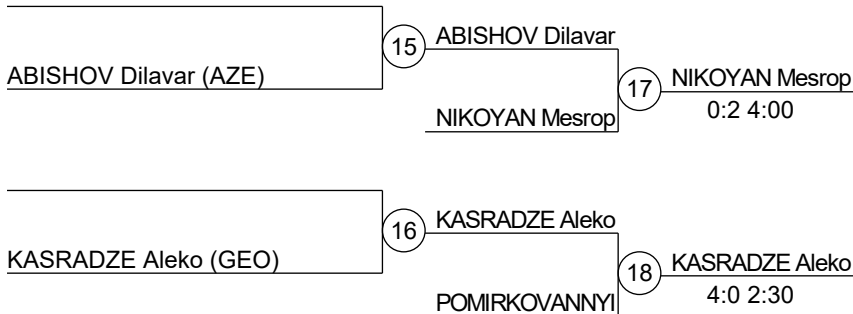 15 ABISHOV Dilavar
ABISHOV Dilavar (AZE)
17 NIKOYAN Mesrop
0:2 4:00
NIKOYAN Mesrop
16 KASRADZE Aleko
KASRADZE Aleko (GEO)
18 KASRADZE Aleko
4:0 2:30
POMIRKOVANNYI